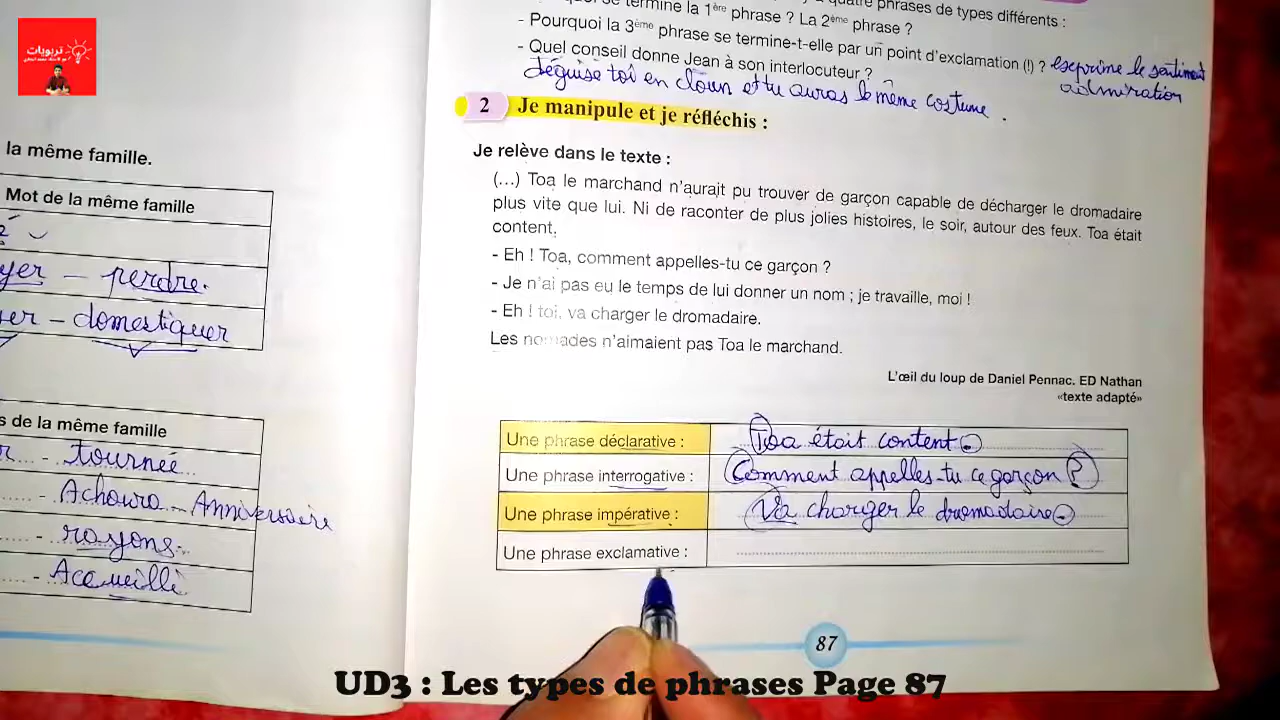 تربويات
quatre phrases de types différents :
se termine la 1ère phrase ? La 2ème phrase ?
- Pourquoi la 3ème phrase se termine-t-elle par un point d'exclamation (!) ? exprime le sentiment
admiration
- Quel conseil donne Jean à son interlocuteur ?
déguise toi en clown et tu auras le même costume .
2 Je manipule et je réfléchis :
Je relève dans le texte :
(...) Toa le marchand n'aurait pu trouver de garçon capable de décharger le dromadaire
plus vite que lui. Ni de raconter de plus jolies histoires, le soir, autour des feux. Toa était
content.
- Eh ! Toa, comment appelles-tu ce garçon ?
- Je n'ai pas eu le temps de lui donner un nom ; je travaille, moi !
- Eh ! toi, va charger le dromadaire.
Les nomades n'aimaient pas Toa le marchand.
L'œil du loup de Daniel Pennac. ED Nathan
«texte adapté»
Une phrase déclarative : Toa était content.
Une phrase interrogative : Comment appelles-tu ce garçon ?
Une phrase impérative : Va charger le dromadaire.
Une phrase exclamative :
87
la même famille.
Mot de la même famille
yer - perdre.
er - domestiquer
s de la même famille
- tournée
- Achoura - Anniversaire
- rayons
- Accueilli
UD3 : Les types de phrases Page 87